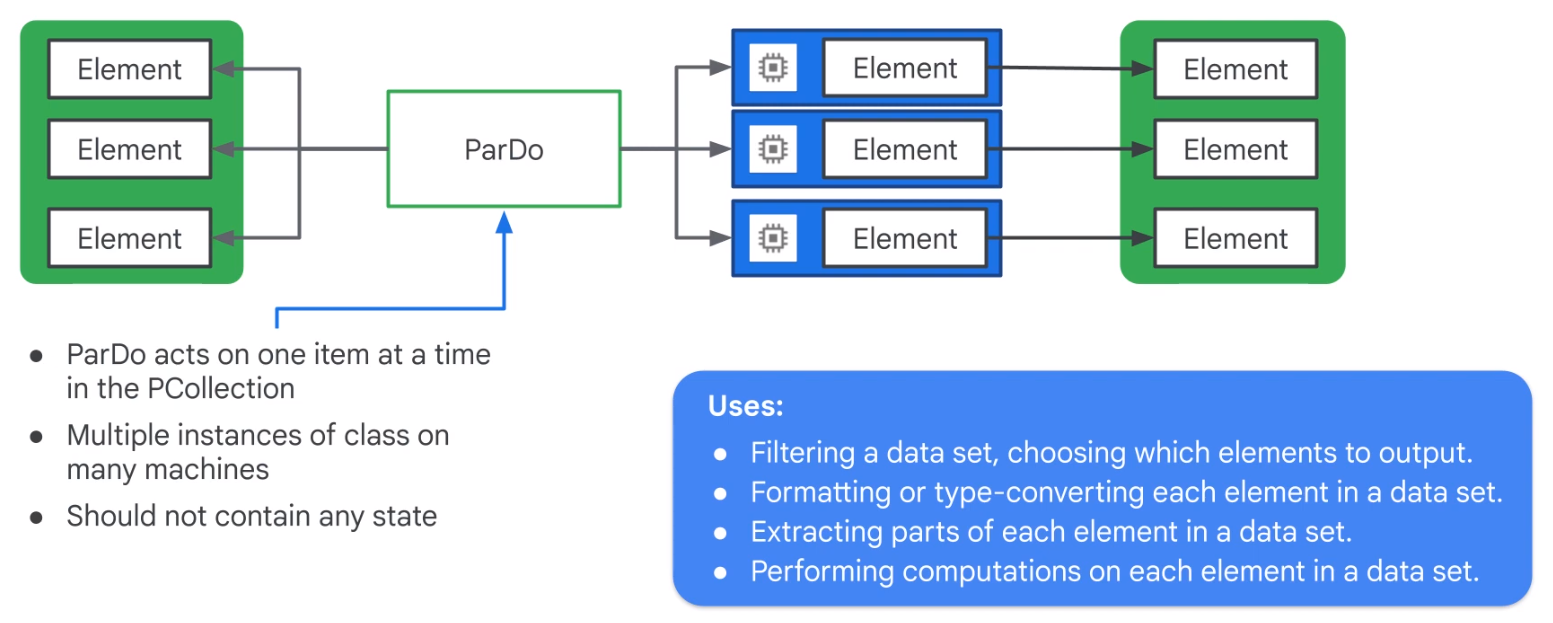 Element
Element
Element
ParDo
Element
Element
Element
Element
Element
Element
● ParDo acts on one item at a time
in the PCollection
● Multiple instances of class on
many machines
● Should not contain any state
Uses:
● Filtering a data set, choosing which elements to output.
● Formatting or type-converting each element in a data set.
● Extracting parts of each element in a data set.
● Performing computations on each element in a data set.